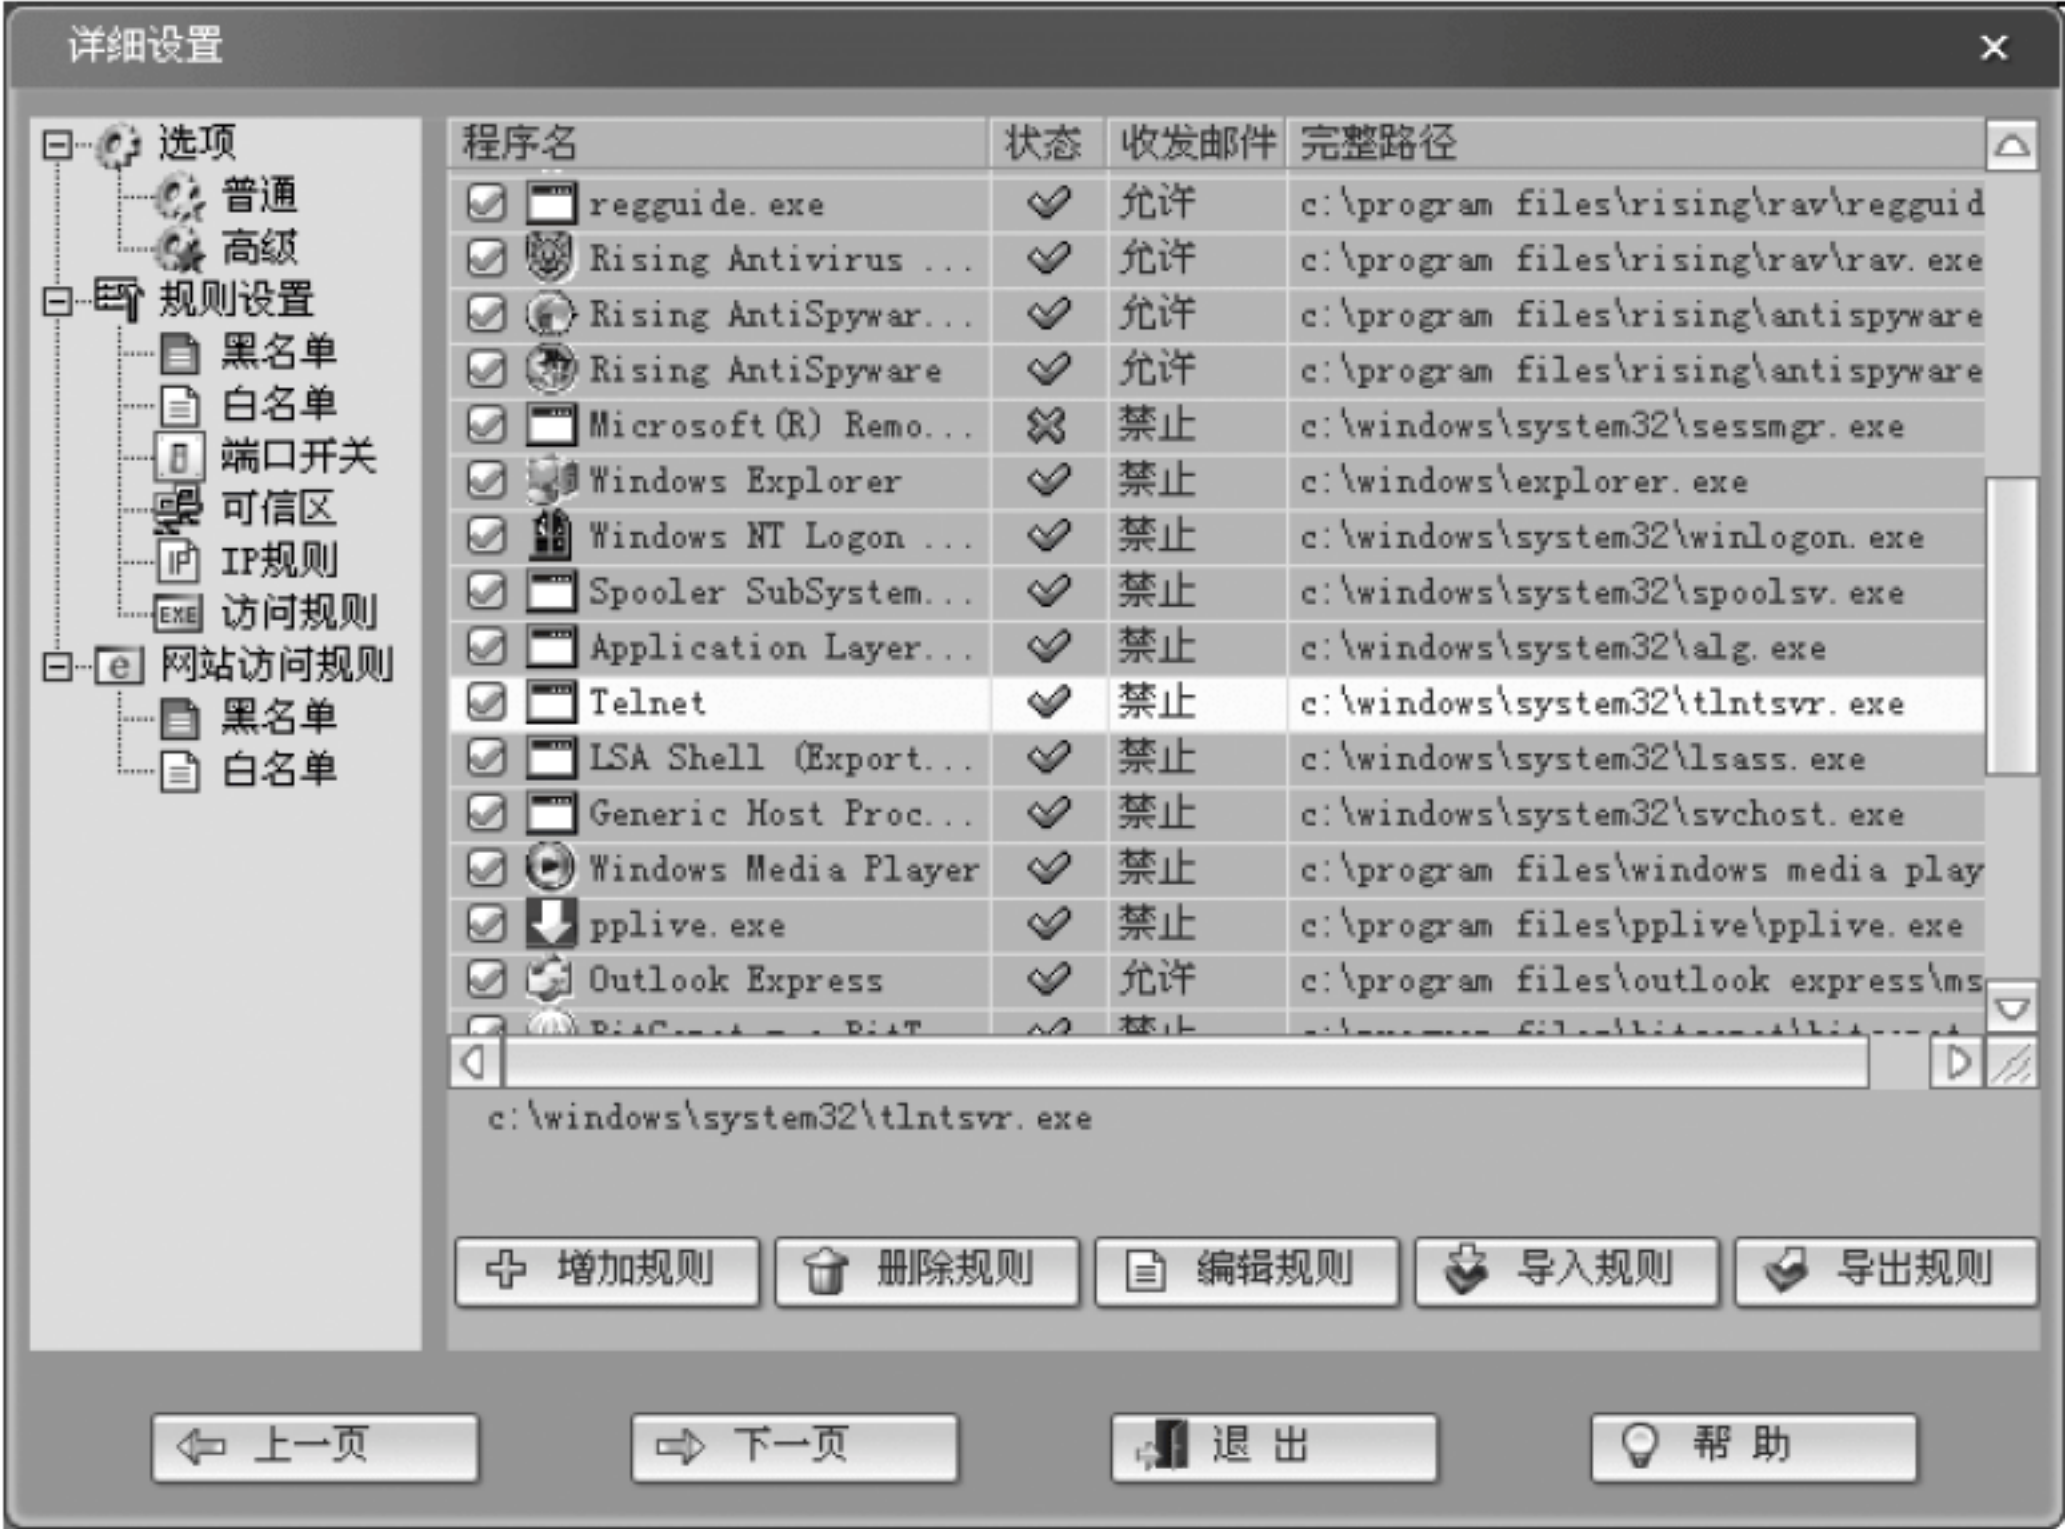 详细设置
选项
普通
高级
规则设置
黑名单
白名单
端口开关
可信区
IP规则
EXE 访问规则
网站访问规则
黑名单
白名单
程序名 状态 收发邮件 完整路径
regguide.exe 允许 c:\program files\rising\rav\regguid
Rising Antivirus ... 允许 c:\program files\rising\rav\rav.exe
Rising AntiSpywar... 允许 c:\program files\rising\antispyware
Rising AntiSpyware 允许 c:\program files\rising\antispyware
Microsoft(R) Remo... 禁止 c:\windows\system32\sessmgr.exe
Windows Explorer 禁止 c:\windows\explorer.exe
Windows NT Logon ... 禁止 c:\windows\system32\winlogon.exe
Spooler SubSystem... 禁止 c:\windows\system32\spoolsv.exe
Application Layer... 禁止 c:\windows\system32\alg.exe
Telnet 禁止 c:\windows\system32\tlntsvr.exe
LSA Shell (Export... 禁止 c:\windows\system32\lsass.exe
Generic Host Proc... 禁止 c:\windows\system32\svchost.exe
Windows Media Player 禁止 c:\program files\windows media play
pplive.exe 禁止 c:\program files\pplive\pplive.exe
Outlook Express 允许 c:\program files\outlook express\ms
禁止
c:\windows\system32\tlntsvr.exe
增加规则 删除规则 编辑规则 导入规则 导出规则
上一页 下一页 退出 帮助